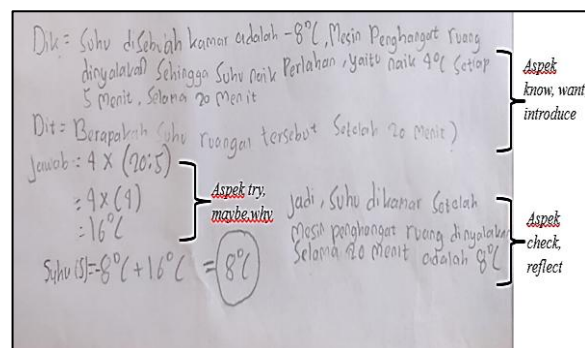 Dik = Suhu disebuah kamar adalah -8°C, Mesin Penghangat ruang
dinyalakan Sehingga Suhu naik Perlahan, yaitu naik 4°C Setiap
5 Menit, Selama 20 Menit
Dit = Berapakah Suhu ruangan tersebut Setelah 20 Menit)
Jawab = 4 × (20:5)
= 4 × (4)
= 16°C
Suhu (S) = -8°C + 16°C = 8°C
Jadi, Suhu dikamar Setelah
Mesin penghangat ruang dinyalakan
Selama 20 menit adalah 8°C
Aspek
know, want
introduce
Aspek try,
maybe,why
Aspek
check,
reflect